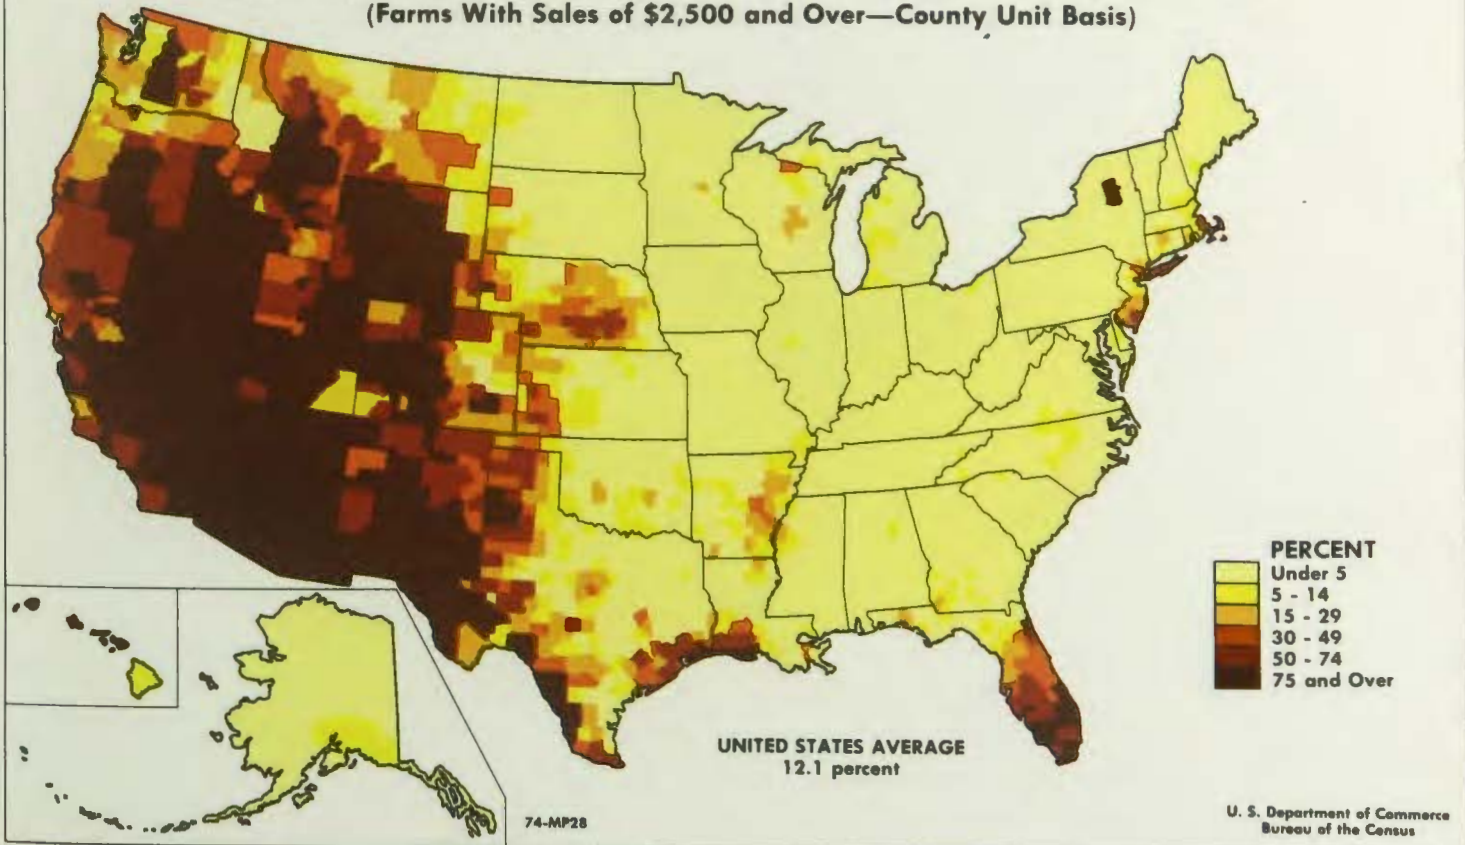 (Farms With Sales of $2,500 and Over—County Unit Basis)
PERCENT
Under 5
5 - 14
15 - 29
30 - 49
50 - 74
75 and Over
UNITED STATES AVERAGE
12.1 percent
74-MP28
U. S. Department of Commerce
Bureau of the Census